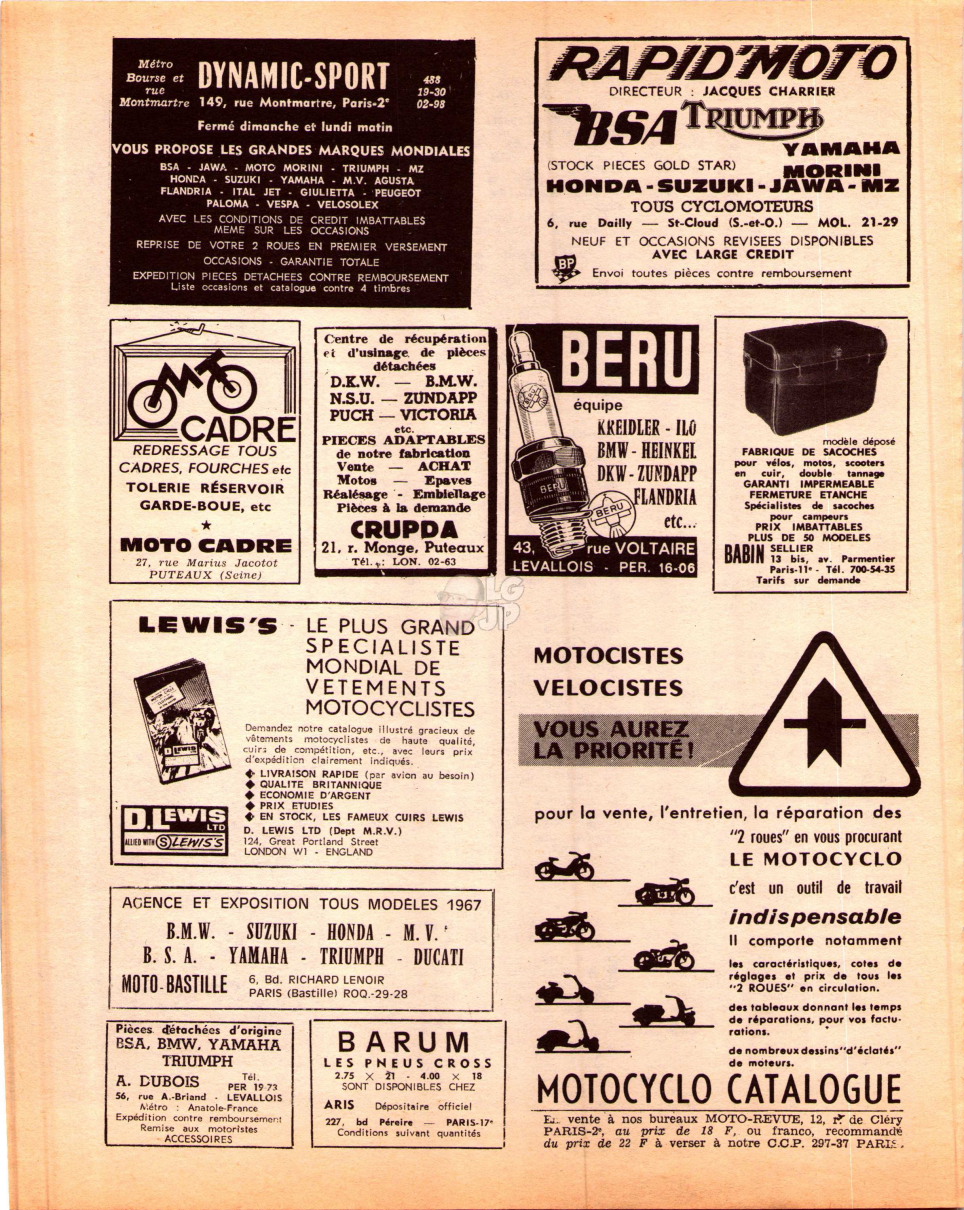 Métro
Bourse et
rue
Montmartre
DYNAMIC-SPORT
149, rue Montmartre, Paris-2e
488
19-30
02-98
Fermé dimanche et lundi matin
VOUS PROPOSE LES GRANDES MARQUES MONDIALES
BSA - JAWA - MOTO MORINI - TRIUMPH - MZ
HONDA - SUZUKI - YAMAHA - M.V. AGUSTA
FLANDRIA - ITAL JET - GIULIETTA - PEUGEOT
PALOMA - VESPA - VELOSOLEX
AVEC LES CONDITIONS DE CREDIT IMBATTABLES
MEME SUR LES OCCASIONS
REPRISE DE VOTRE 2 ROUES EN PREMIER VERSEMENT
OCCASIONS - GARANTIE TOTALE
EXPEDITION PIECES DETACHEES CONTRE REMBOURSEMENT
Liste occasions et catalogue contre 4 timbres
RAPID'MOTO
DIRECTEUR : JACQUES CHARRIER
BSA TRIUMPH
YAMAHA
(STOCK PIECES GOLD STAR) MORINI
HONDA - SUZUKI - JAWA - MZ
TOUS CYCLOMOTEURS
6, rue Dailly — St-Cloud (S.-et-O.) — MOL. 21-29
NEUF ET OCCASIONS REVISEES DISPONIBLES
AVEC LARGE CREDIT
BP
Envoi toutes pièces contre remboursement
MOTO
CADRE
REDRESSAGE TOUS
CADRES, FOURCHES etc
TOLERIE RÉSERVOIR
GARDE-BOUE, etc
★
MOTO CADRE
27, rue Marius Jacotot
PUTEAUX (Seine)
Centre de récupération
et d'usinage de pièces
détachées
D.K.W. — B.M.W.
N.S.U. — ZUNDAPP
PUCH — VICTORIA
etc.
PIECES ADAPTABLES
de notre fabrication
Vente — ACHAT
Motos — Epaves
Réalésage - Embiellage
Pièces à la demande
CRUPDA
21, r. Monge, Puteaux
Tél. : LON. 02-63
BERU
équipe
KREIDLER - ILO
BMW - HEINKEL
DKW - ZUNDAPP
FLANDRIA
etc...
BERU
BERU
43, rue VOLTAIRE
LEVALLOIS - PER. 16-06
modèle déposé
FABRIQUE DE SACOCHES
pour vélos, motos, scooters
en cuir, double tannage
GARANTI IMPERMEABLE
FERMETURE ETANCHE
Spécialistes de sacoches
pour campeurs
PRIX IMBATTABLES
PLUS DE 50 MODELES
BABIN SELLIER
13 bis, av. Parmentier
Paris-11e - Tél. 700-54-35
Tarifs sur demande
LG
JP
LEWIS'S - LE PLUS GRAND
SPECIALISTE
MONDIAL DE
VETEMENTS
MOTOCYCLISTES
Demandez notre catalogue illustré gracieux de
vêtements motocyclistes de haute qualité,
cuirs de compétition, etc., avec leurs prix
d'expédition clairement indiqués.
◆ LIVRAISON RAPIDE (par avion au besoin)
◆ QUALITE BRITANNIQUE
◆ ECONOMIE D'ARGENT
◆ PRIX ETUDIES
◆ EN STOCK, LES FAMEUX CUIRS LEWIS
D. LEWIS LTD (Dept M.R.V.)
124, Great Portland Street
LONDON W1 - ENGLAND
D. LEWIS
LTD
ALLIED WITH S LEWIS'S
MOTOCISTES
VELOCISTES
VOUS AUREZ
LA PRIORITÉ !
pour la vente, l'entretien, la réparation des
"2 roues" en vous procurant
LE MOTOCYCLO
c'est un outil de travail
indispensable
Il comporte notamment
les caractéristiques, cotes de
réglages et prix de tous les
"2 ROUES" en circulation.
des tableaux donnant les temps
de réparations, pour vos factu-
rations.
de nombreux dessins "d'éclatés"
de moteurs.
MOTOCYCLO CATALOGUE
En vente à nos bureaux MOTO-REVUE, 12, r. de Cléry
PARIS-2e, au prix de 18 F, ou franco, recommandé
du prix de 22 F à verser à notre C.C.P. 297-37 PARIS.
AGENCE ET EXPOSITION TOUS MODÈLES 1967
B.M.W. - SUZUKI - HONDA - M.V.
B.S.A. - YAMAHA - TRIUMPH - DUCATI
MOTO-BASTILLE
6, Bd. RICHARD LENOIR
PARIS (Bastille) ROQ.-29-28
Pièces détachées d'origine
BSA, BMW, YAMAHA
TRIUMPH
A. DUBOIS
Tél.
PER 19-73
56, rue A.-Briand - LEVALLOIS
Métro : Anatole-France
Expédition contre remboursement
Remise aux motoristes
ACCESSOIRES
BARUM
LES PNEUS CROSS
2.75 × 21 - 4.00 × 18
SONT DISPONIBLES CHEZ
ARIS Dépositaire officiel
227, bd Péreire — PARIS-17e
Conditions suivant quantités